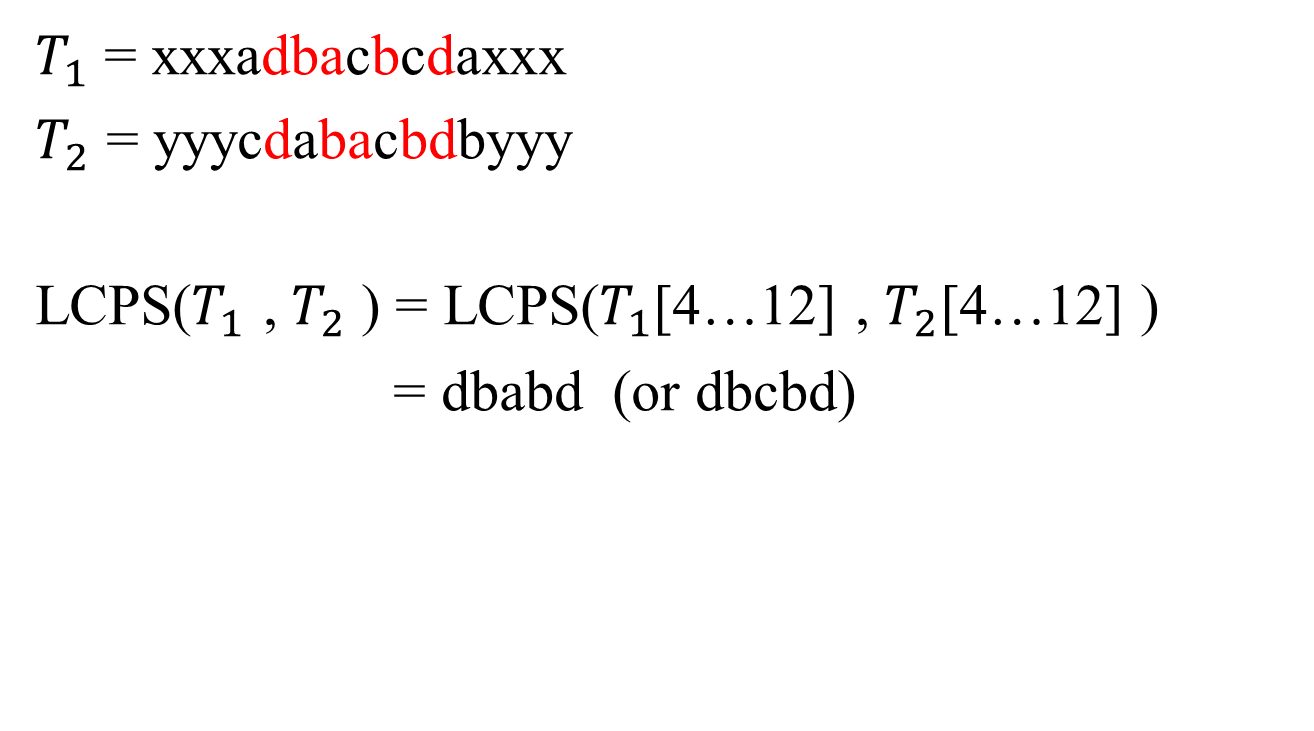 T₁ = xxxadbacbcdaxxx
T₂ = yyycdabacbdbyyy
LCPS(T₁ , T₂ ) = LCPS(T₁[4…12] , T₂[4…12] )
= dbabd (or dbcbd)